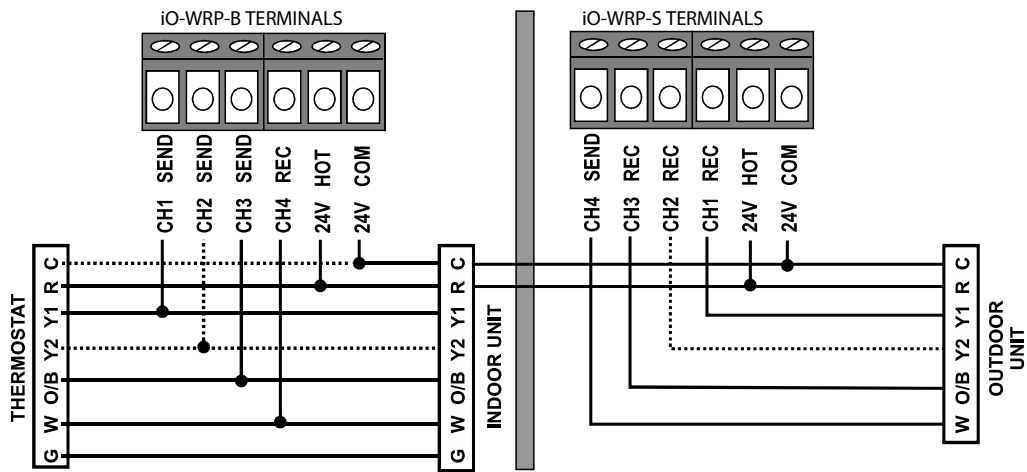 iO-WRP-B TERMINALS
iO-WRP-S TERMINALS
CH1 SEND
CH2 SEND
CH3 SEND
CH4 REC
24V HOT
24V COM
CH4 SEND
CH3 REC
CH2 REC
CH1 REC
24V HOT
24V COM
THERMOSTAT
C
R
Y1
Y2
O/B
W
G
C
R
Y1
Y2
O/B
W
G
INDOOR UNIT
C
R
Y1
Y2
O/B
W
OUTDOOR
UNIT